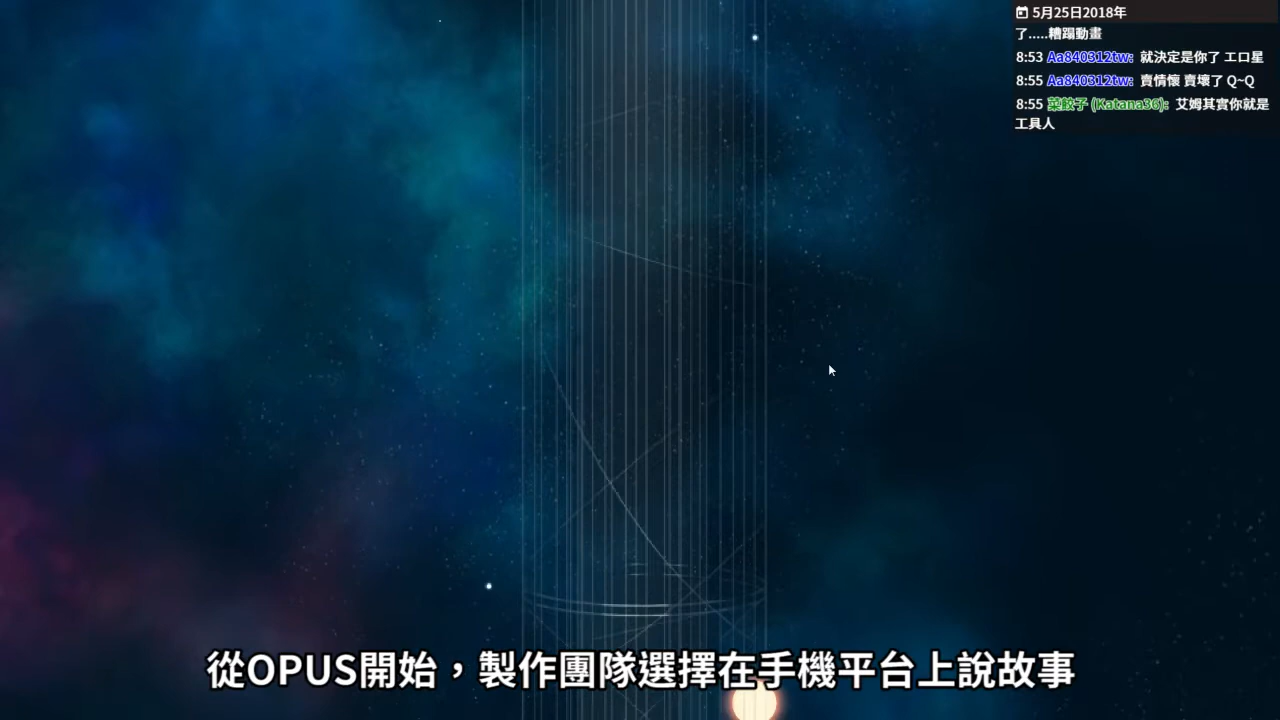 5月25日2018年
了.....糟蹋動畫
8:53 Aa840312tw: 就決定是你了 エロ星
8:55 Aa840312tw: 賣情懷 賣壞了 Q~Q
8:55 菜餃子 (Katana36): 艾姆其實你就是
工具人
從OPUS開始，製作團隊選擇在手機平台上說故事